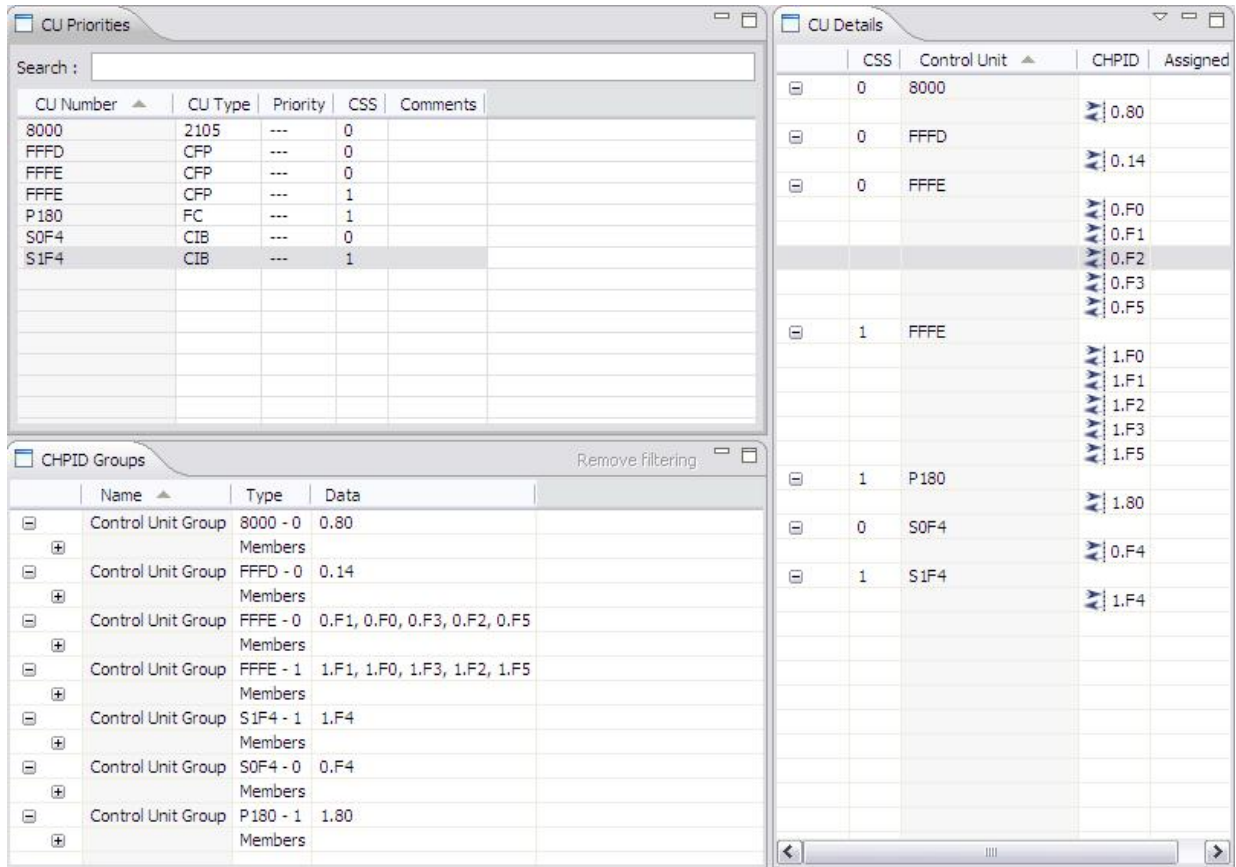 CU Priorities
Search :
CU Number CU Type Priority CSS Comments
8000 2105 --- 0
FFFD CFP --- 0
FFFE CFP --- 0
FFFE CFP --- 1
P180 FC --- 1
S0F4 CIB --- 0
S1F4 CIB --- 1
CHPID Groups Remove filtering
Name Type Data
Control Unit Group 8000 - 0 0.80
Members
Control Unit Group FFFD - 0 0.14
Members
Control Unit Group FFFE - 0 0.F1, 0.F0, 0.F3, 0.F2, 0.F5
Members
Control Unit Group FFFE - 1 1.F1, 1.F0, 1.F3, 1.F2, 1.F5
Members
Control Unit Group S1F4 - 1 1.F4
Members
Control Unit Group S0F4 - 0 0.F4
Members
Control Unit Group P180 - 1 1.80
Members
CU Details
CSS Control Unit CHPID Assigned
0 8000
0.80
0 FFFD
0.14
0 FFFE
0.F0
0.F1
0.F2
0.F3
0.F5
1 FFFE
1.F0
1.F1
1.F2
1.F3
1.F5
1 P180
1.80
0 S0F4
0.F4
1 S1F4
1.F4